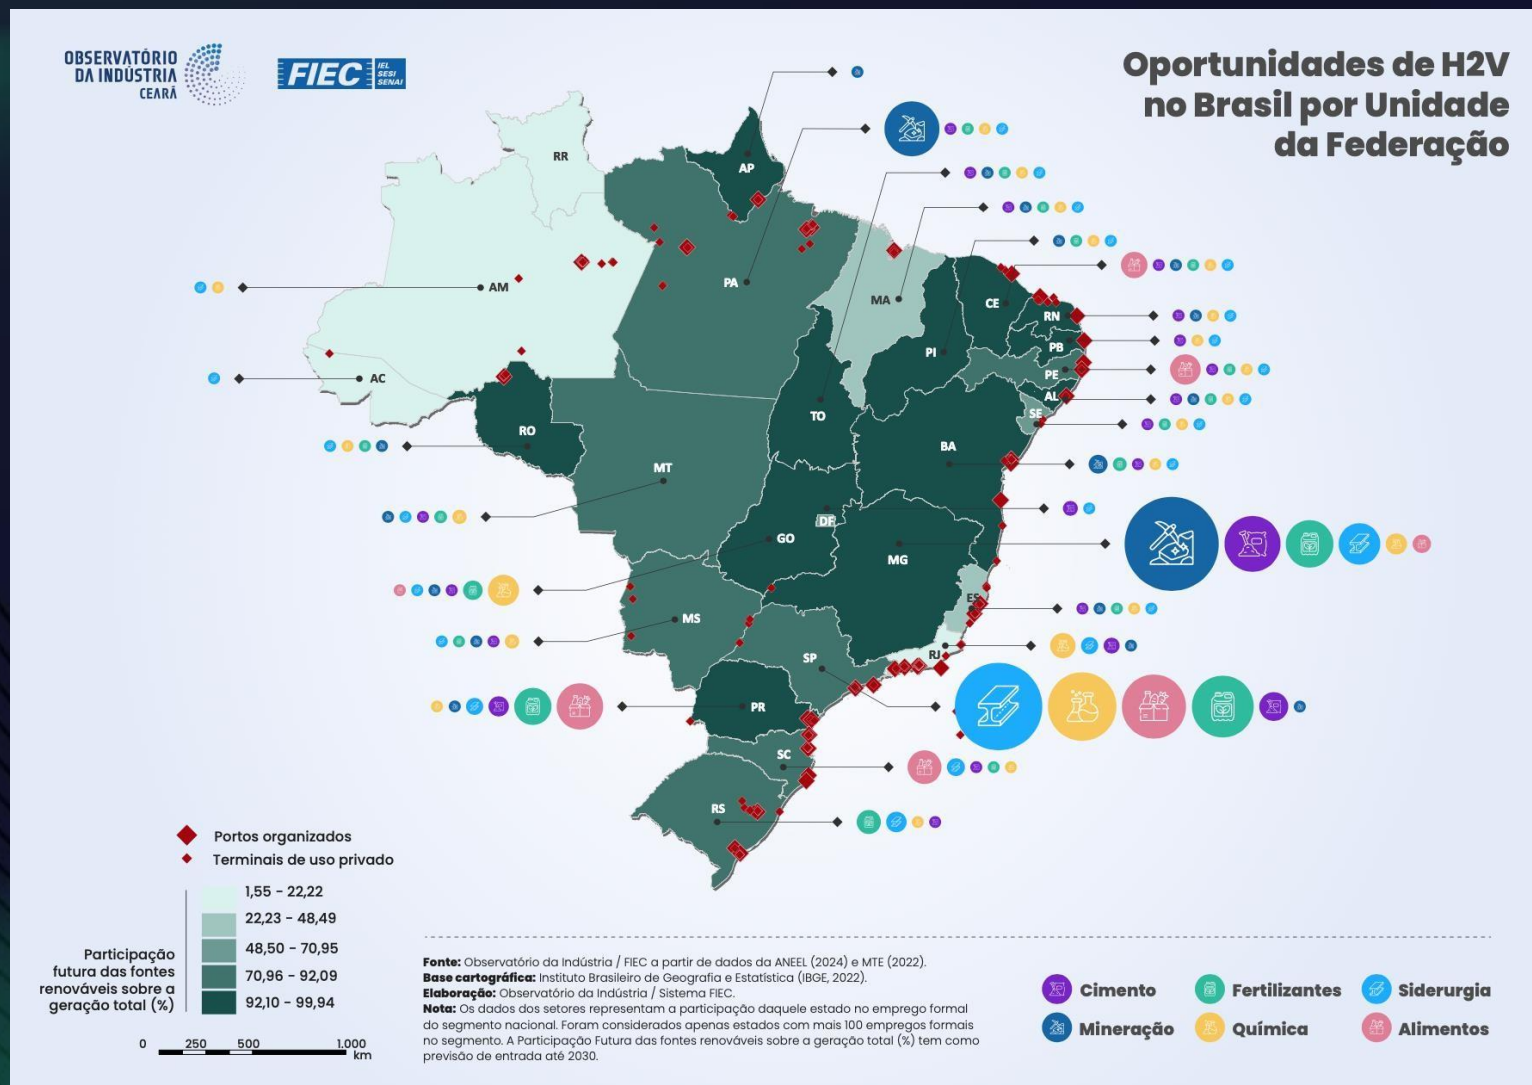 OBSERVATÓRIO
DA INDÚSTRIA
CEARÁ
FIEC
IEL
SESI
SENAI
Oportunidades de H2V
no Brasil por Unidade
da Federação
RR
AP
AM
PA
MA
CE
RN
PB
PI
PE
AL
SE
AC
RO
TO
BA
MT
DF
GO
MG
ES
MS
SP
RJ
PR
SC
RS
Portos organizados
Terminais de uso privado
Participação
futura das fontes
renováveis sobre a
geração total (%)
1,55 - 22,22
22,23 - 48,49
48,50 - 70,95
70,96 - 92,09
92,10 - 99,94
0 250 500 1.000
km
Fonte: Observatório da Indústria / FIEC a partir de dados da ANEEL (2024) e MTE (2022).
Base cartográfica: Instituto Brasileiro de Geografia e Estatística (IBGE, 2022).
Elaboração: Observatório da Indústria / Sistema FIEC.
Nota: Os dados dos setores representam a participação daquele estado no emprego formal
do segmento nacional. Foram considerados apenas estados com mais 100 empregos formais
no segmento. A Participação Futura das fontes renováveis sobre a geração total (%) tem como
previsão de entrada até 2030.
Cimento
Fertilizantes
Siderurgia
Mineração
Química
Alimentos